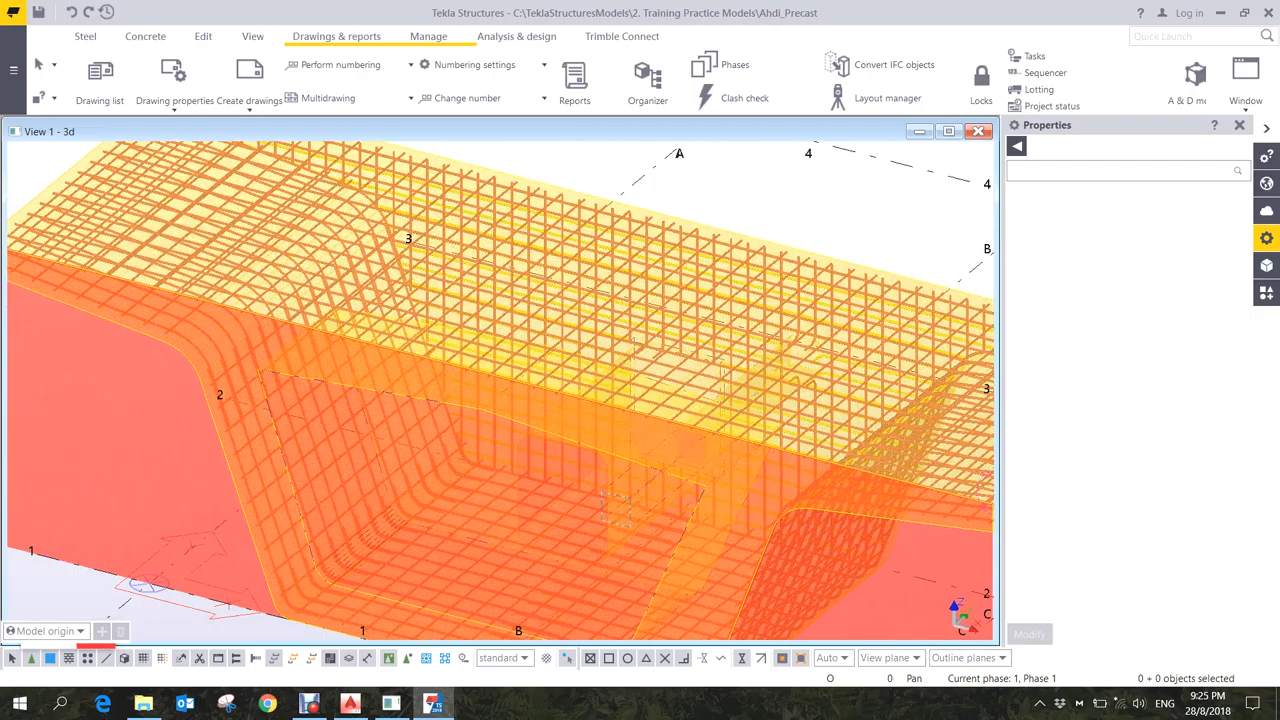 Tekla Structures - C:\TeklaStructuresModels\2. Training Practice Models\Ahdi_Precast
? Log in
Steel Concrete Edit View Drawings & reports Manage Analysis & design Trimble Connect
Quick Launch
Drawing list
Drawing properties
Create drawings
Perform numbering
Multidrawing
Numbering settings
Change number
Reports
Organizer
Phases
Clash check
Convert IFC objects
Layout manager
Locks
Tasks
Sequencer
Lotting
Project status
A & D mo
Window
View 1 - 3d
Properties ?
A 4
4
3
B
3
2
1
2
C
1 B
Z
C
Model origin
Modify
standard
Auto
View plane
Outline planes
O 0 Pan Current phase: 1, Phase 1 0 + 0 objects selected
ENG
9:25 PM
28/8/2018
TS
2018